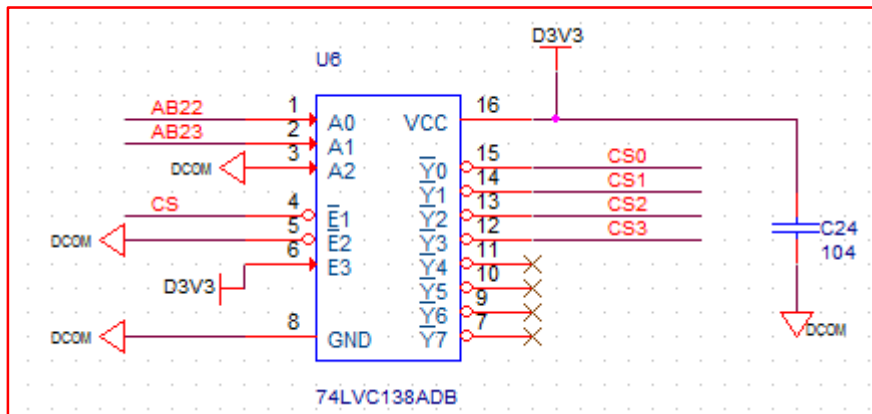 D3V3
U6
AB22 1 A0 VCC 16
AB23 2 A1
DCOM 3 A2 Y0 15 CS0
Y1 14 CS1
CS 4 E1 Y2 13 CS2
DCOM 5 E2 Y3 12 CS3
6 E3 Y4 11
D3V3 Y5 10
Y6 9
DCOM 8 GND Y7 7
C24
104
DCOM
74LVC138ADB